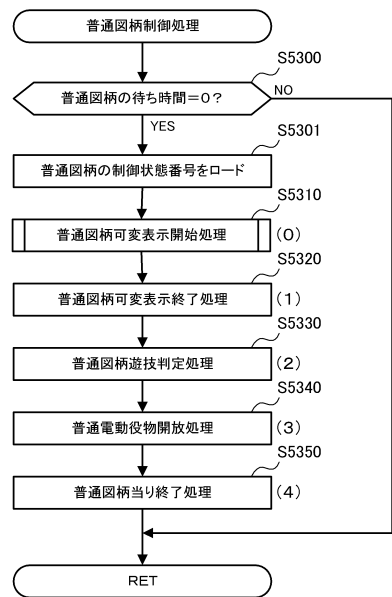 普通図柄制御処理
S5300
普通図柄の待ち時間=0?
NO
YES
S5301
普通図柄の制御状態番号をロード
S5310
普通図柄可変表示開始処理
(0)
S5320
普通図柄可変表示終了処理
(1)
S5330
普通図柄遊技判定処理
(2)
S5340
普通電動役物開放処理
(3)
S5350
普通図柄当り終了処理
(4)
RET